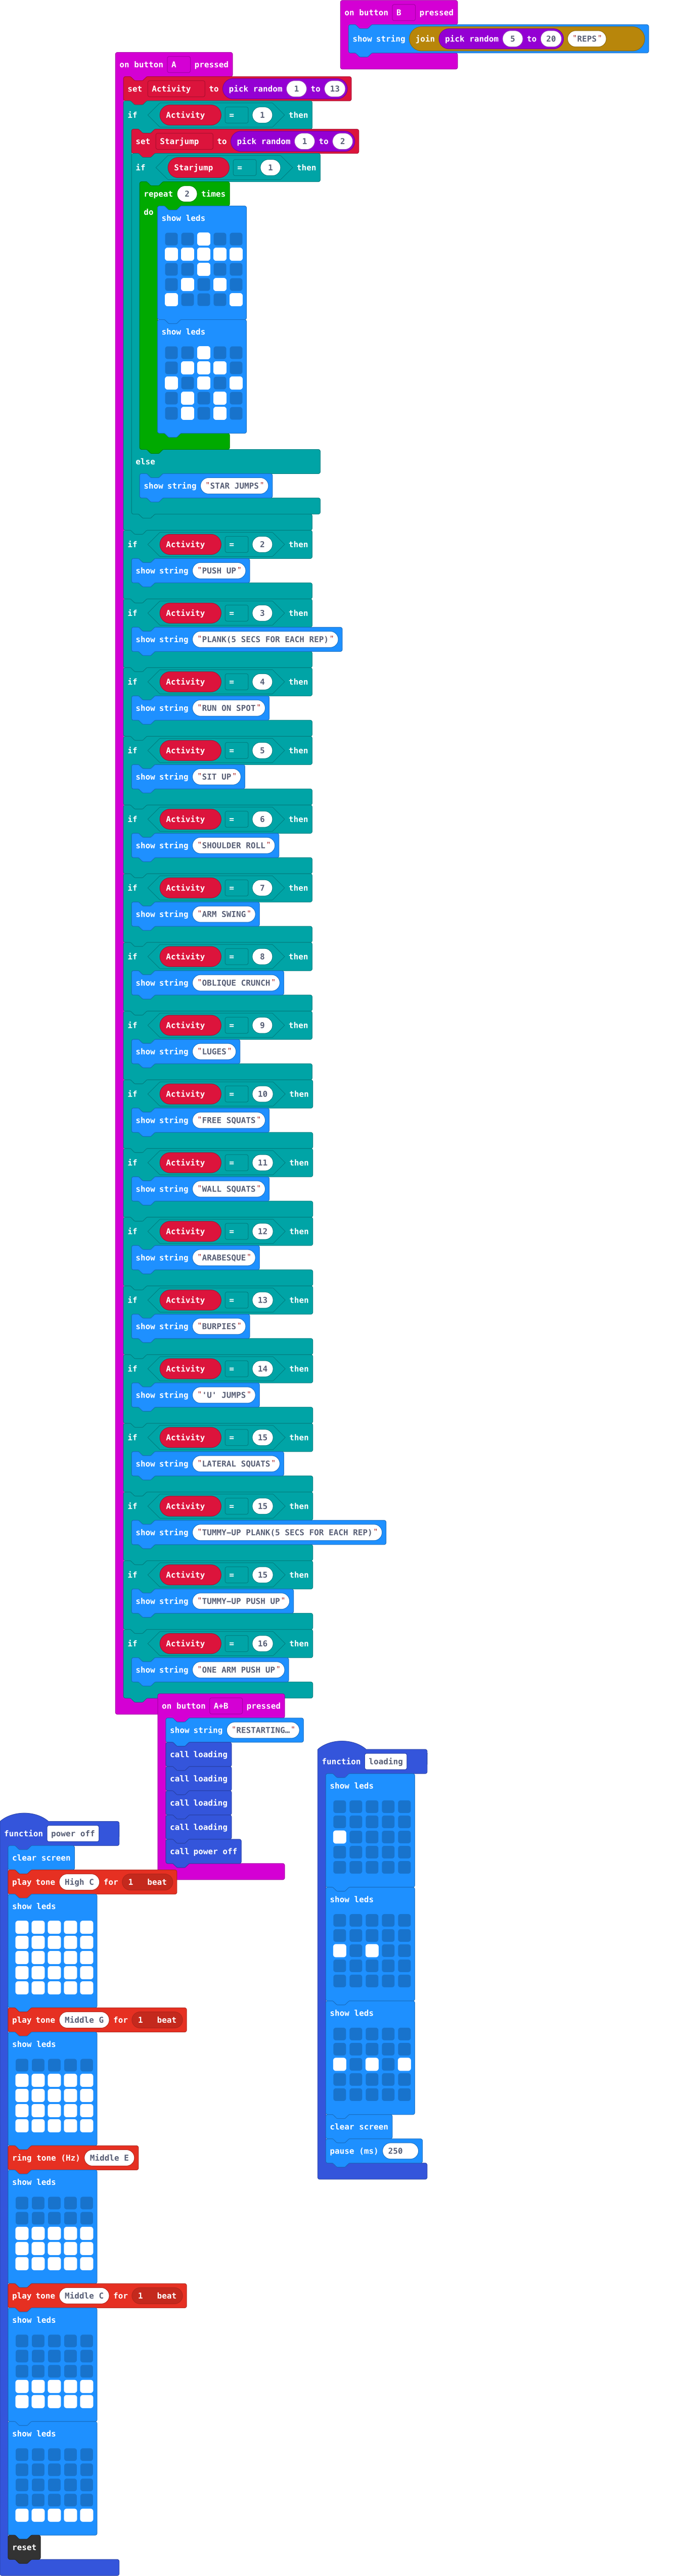 on button B pressed
show string join pick random 5 to 20 "REPS"
on button A pressed
set Activity to pick random 1 to 13
if Activity = 1 then
set Starjump to pick random 1 to 2
if Starjump = 1 then
repeat 2 times
do
show leds
show leds
else
show string "STAR JUMPS"
if Activity = 2 then
show string "PUSH UP"
if Activity = 3 then
show string "PLANK(5 SECS FOR EACH REP)"
if Activity = 4 then
show string "RUN ON SPOT"
if Activity = 5 then
show string "SIT UP"
if Activity = 6 then
show string "SHOULDER ROLL"
if Activity = 7 then
show string "ARM SWING"
if Activity = 8 then
show string "OBLIQUE CRUNCH"
if Activity = 9 then
show string "LUGES"
if Activity = 10 then
show string "FREE SQUATS"
if Activity = 11 then
show string "WALL SQUATS"
if Activity = 12 then
show string "ARABESQUE"
if Activity = 13 then
show string "BURPIES"
if Activity = 14 then
show string "'U' JUMPS"
if Activity = 15 then
show string "LATERAL SQUATS"
if Activity = 15 then
show string "TUMMY-UP PLANK(5 SECS FOR EACH REP)"
if Activity = 15 then
show string "TUMMY-UP PUSH UP"
if Activity = 16 then
show string "ONE ARM PUSH UP"
on button A+B pressed
show string "RESTARTING…"
call loading
call loading
call loading
call loading
call power off
function loading
show leds
show leds
show leds
clear screen
pause (ms) 250
function power off
clear screen
play tone High C for 1 beat
show leds
play tone Middle G for 1 beat
show leds
ring tone (Hz) Middle E
show leds
play tone Middle C for 1 beat
show leds
show leds
reset